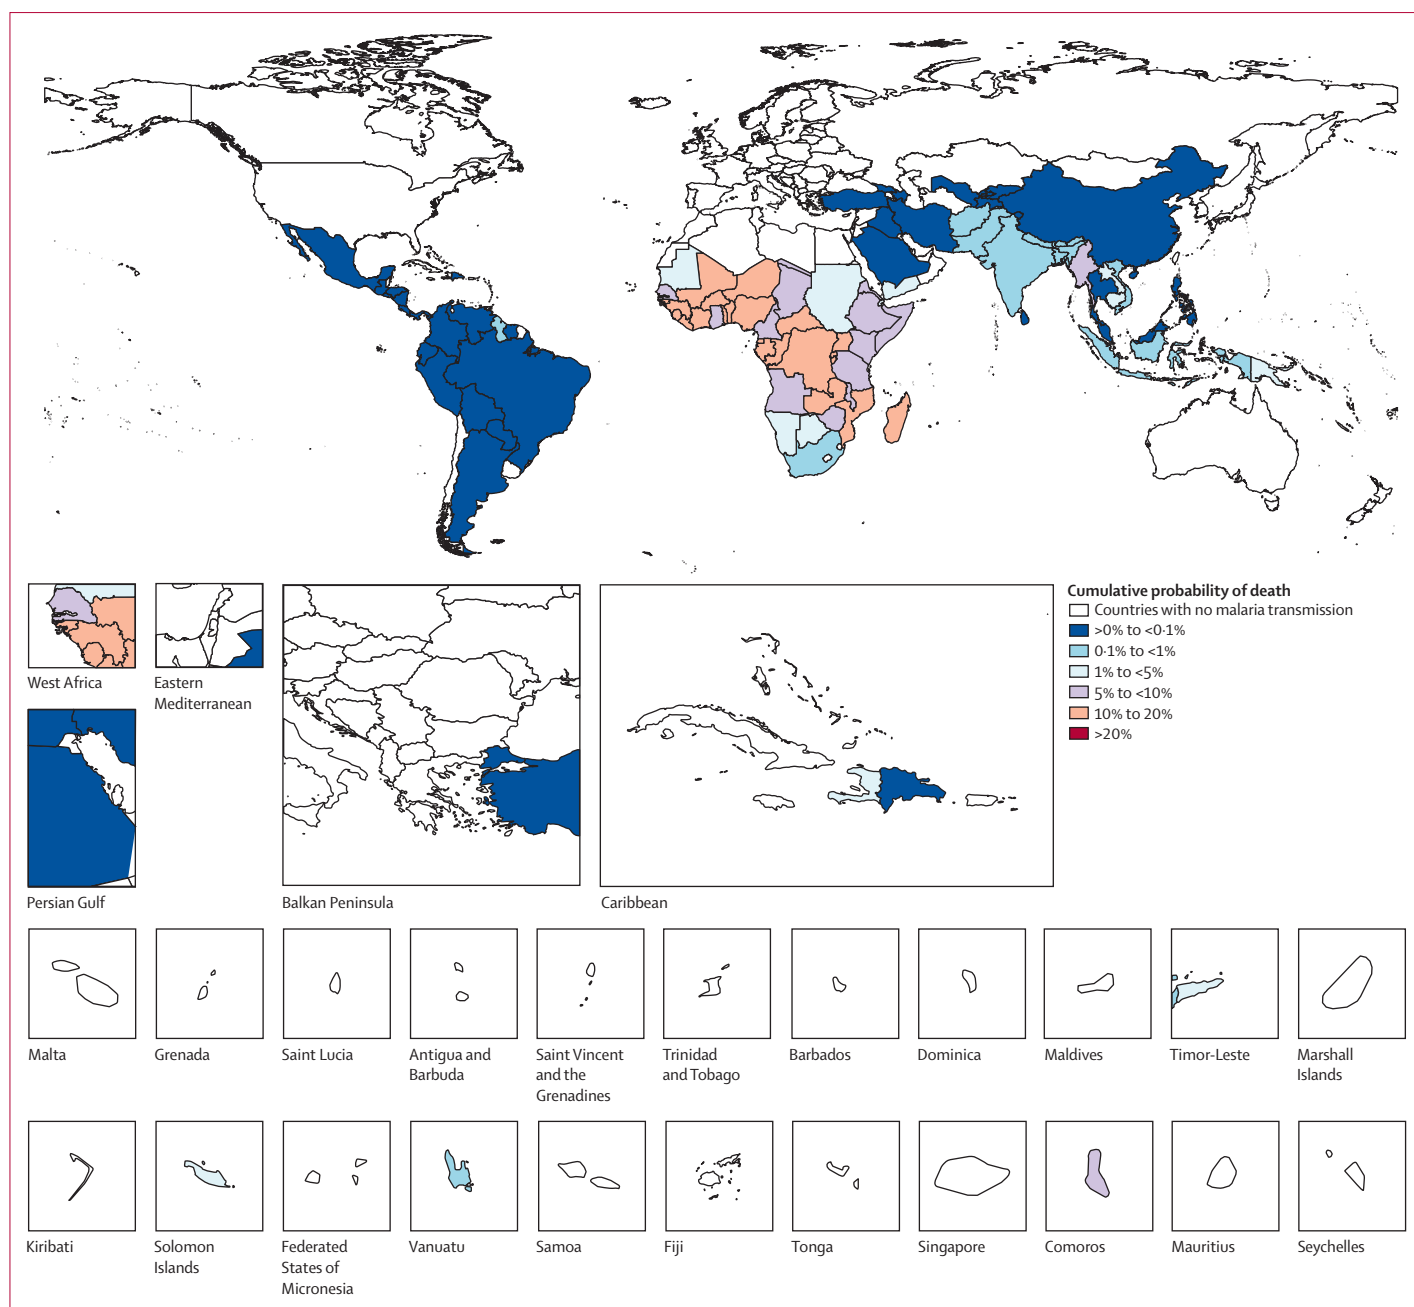 Cumulative probability of death
Countries with no malaria transmission
>0% to <0·1%
0·1% to <1%
1% to <5%
5% to <10%
10% to 20%
>20%
West Africa
Eastern
Mediterranean
Persian Gulf
Balkan Peninsula
Caribbean
Malta
Grenada
Saint Lucia
Antigua and
Barbuda
Saint Vincent
and the
Grenadines
Trinidad
and Tobago
Barbados
Dominica
Maldives
Timor-Leste
Marshall
Islands
Kiribati
Solomon
Islands
Federated
States of
Micronesia
Vanuatu
Samoa
Fiji
Tonga
Singapore
Comoros
Mauritius
Seychelles